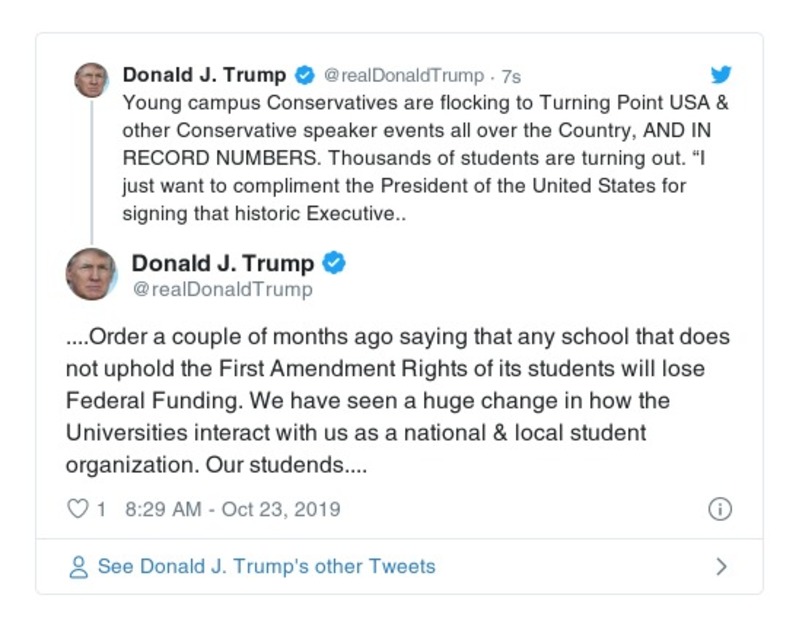 Donald J. Trump @realDonaldTrump · 7s
Young campus Conservatives are flocking to Turning Point USA &
other Conservative speaker events all over the Country, AND IN
RECORD NUMBERS. Thousands of students are turning out. “I
just want to compliment the President of the United States for
signing that historic Executive..
Donald J. Trump
@realDonaldTrump
....Order a couple of months ago saying that any school that does
not uphold the First Amendment Rights of its students will lose
Federal Funding. We have seen a huge change in how the
Universities interact with us as a national & local student
organization. Our studends....
1 8:29 AM - Oct 23, 2019
See Donald J. Trump's other Tweets